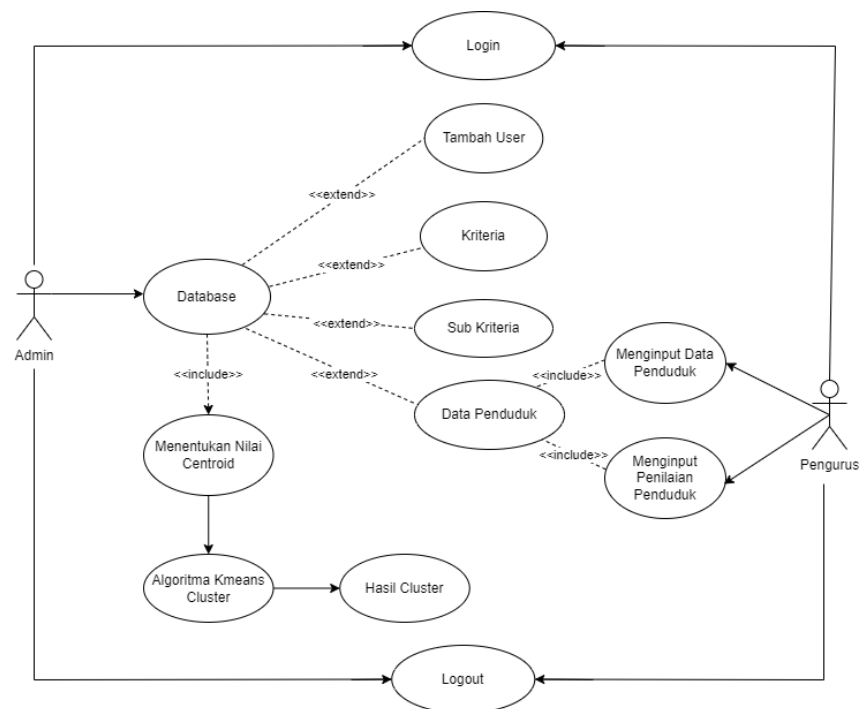 Login
Tambah User
<<extend>>
Kriteria
<<extend>>
Database
Sub Kriteria
<<extend>>
Admin
<<include>>
<<extend>>
Menginput Data
Penduduk
<<include>>
Data Penduduk
<<include>>
Menginput
Penilaian
Penduduk
Pengurus
Menentukan Nilai
Centroid
Algoritma Kmeans
Cluster
Hasil Cluster
Logout